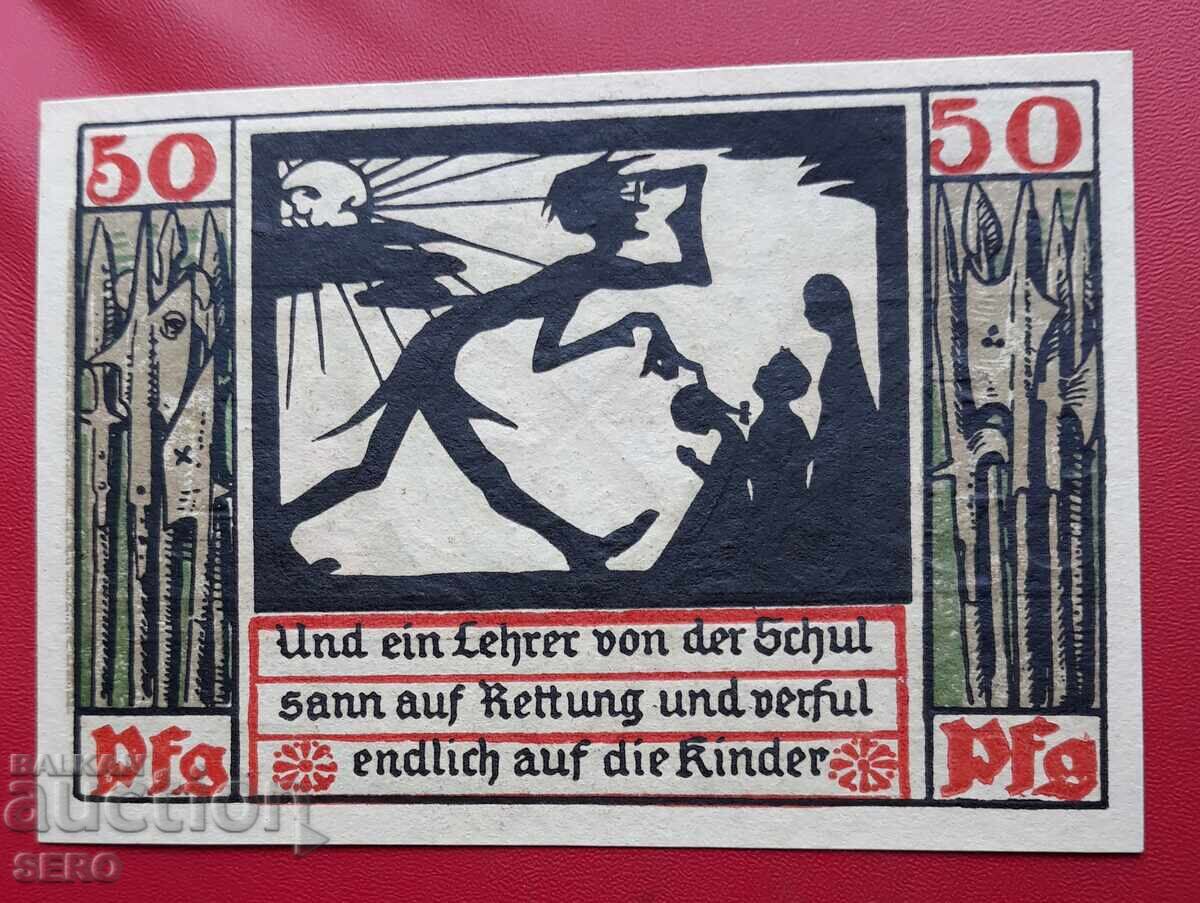 50
50
Und ein Lehrer von der Schul
sann auf Rettung und verful
endlich auf die Kinder
Pfg
Pfg
BALKAN
auction
SERO